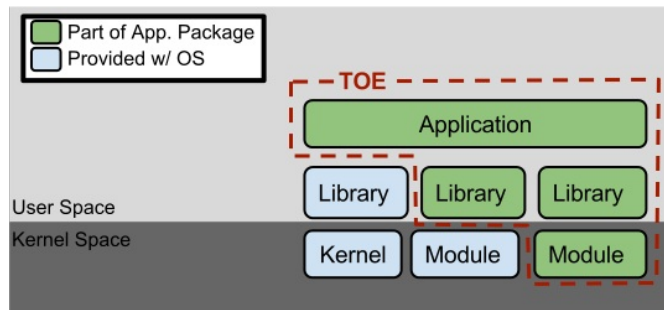 Part of App. Package
Provided w/ OS
TOE
Application
Library Library Library
User Space
Kernel Space
Kernel Module Module